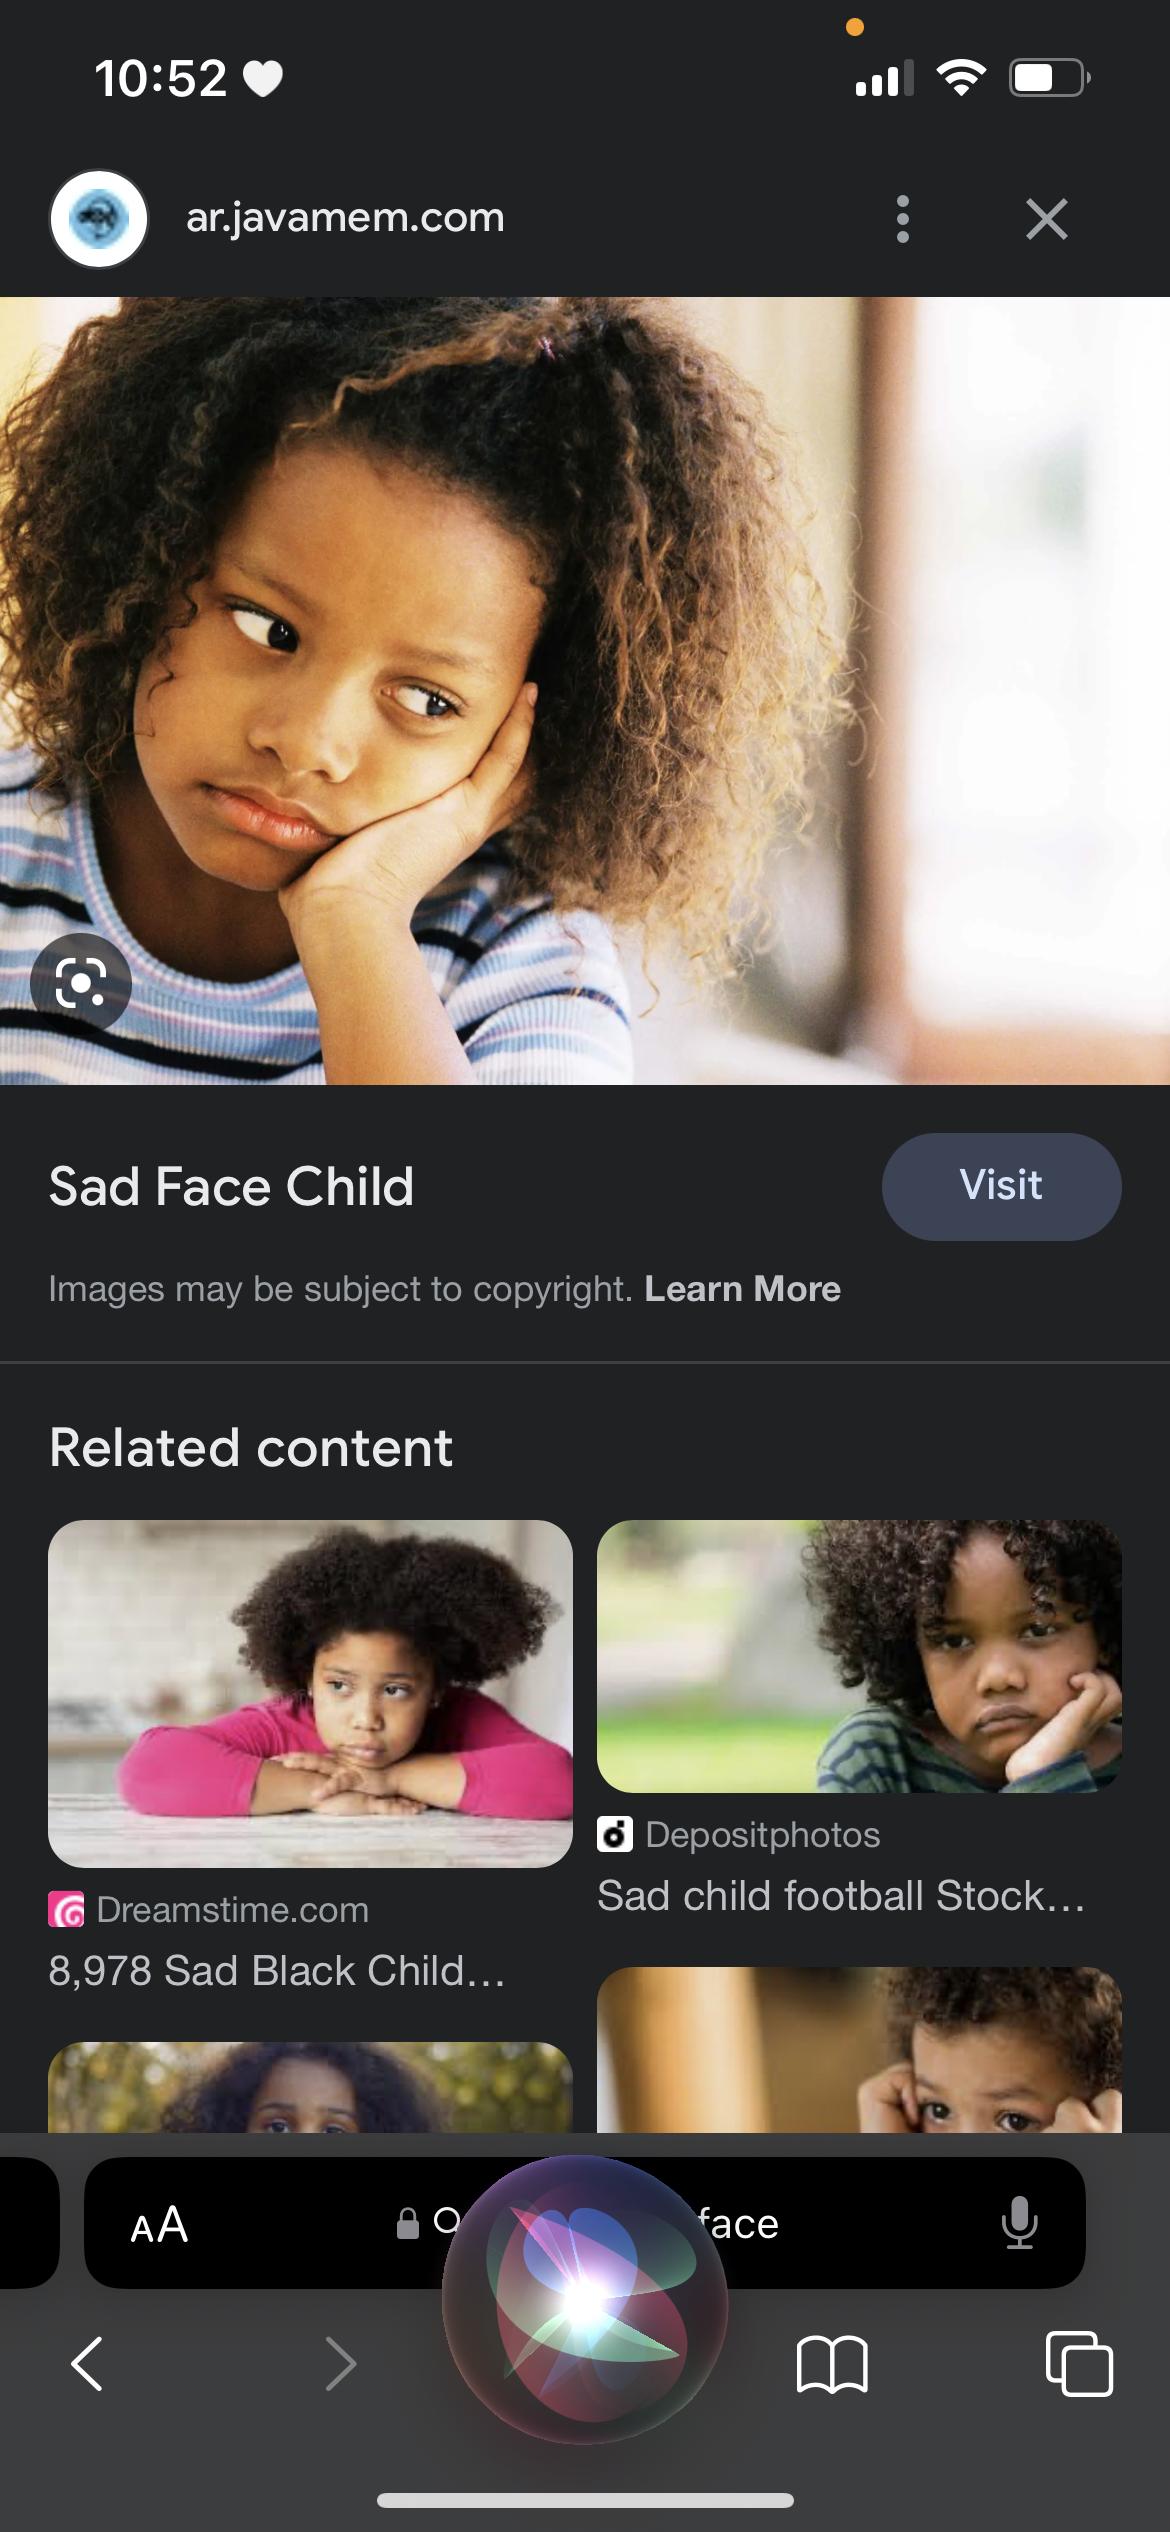 10:52
ar.javamem.com
Sad Face Child
Visit
Images may be subject to copyright. Learn More
Related content
Dreamstime.com
8,978 Sad Black Child...
Depositphotos
Sad child football Stock...
AA
face